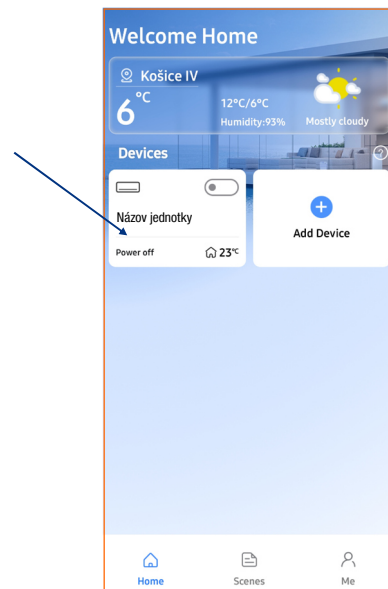 Welcome Home
Košice IV
6°C
12°C/6°C
Humidity:93%
Mostly cloudy
Devices
?
Názov jednotky
Power off
23°C
Add Device
Home
Scenes
Me